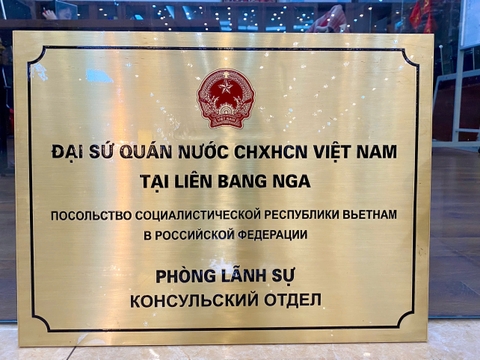 ĐẠI SỨ QUÁN NƯỚC CHXHCN VIỆT NAM
TẠI LIÊN BANG NGA
ПОСОЛЬСТВО СОЦИАЛИСТИЧЕСКОЙ РЕСПУБЛИКИ ВЬЕТНАМ
В РОССИЙСКОЙ ФЕДЕРАЦИИ
PHÒNG LÃNH SỰ
КОНСУЛЬСКИЙ ОТДЕЛ